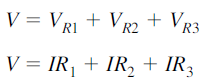 V = V_{R1} + V_{R2} + V_{R3}
V = IR_1 + IR_2 + IR_3